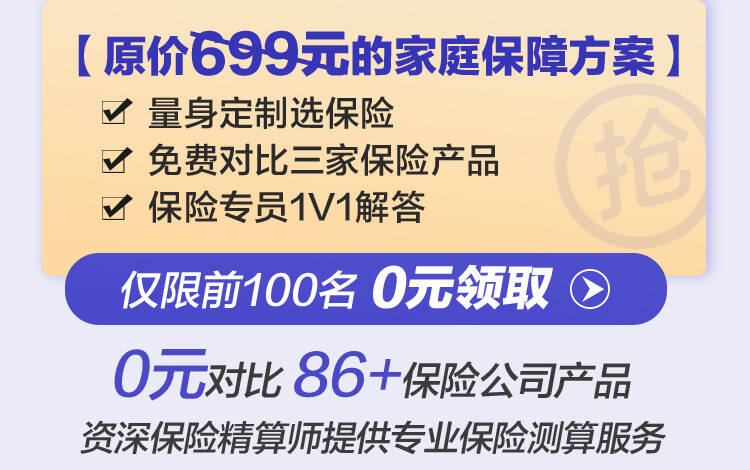 【原价699元的家庭保障方案】
量身定制选保险
抢
免费对比三家保险产品
保险专员1V1解答
仅限前100名 0元领取
0元对比 86+保险公司产品
资深保险精算师提供专业保险测算服务